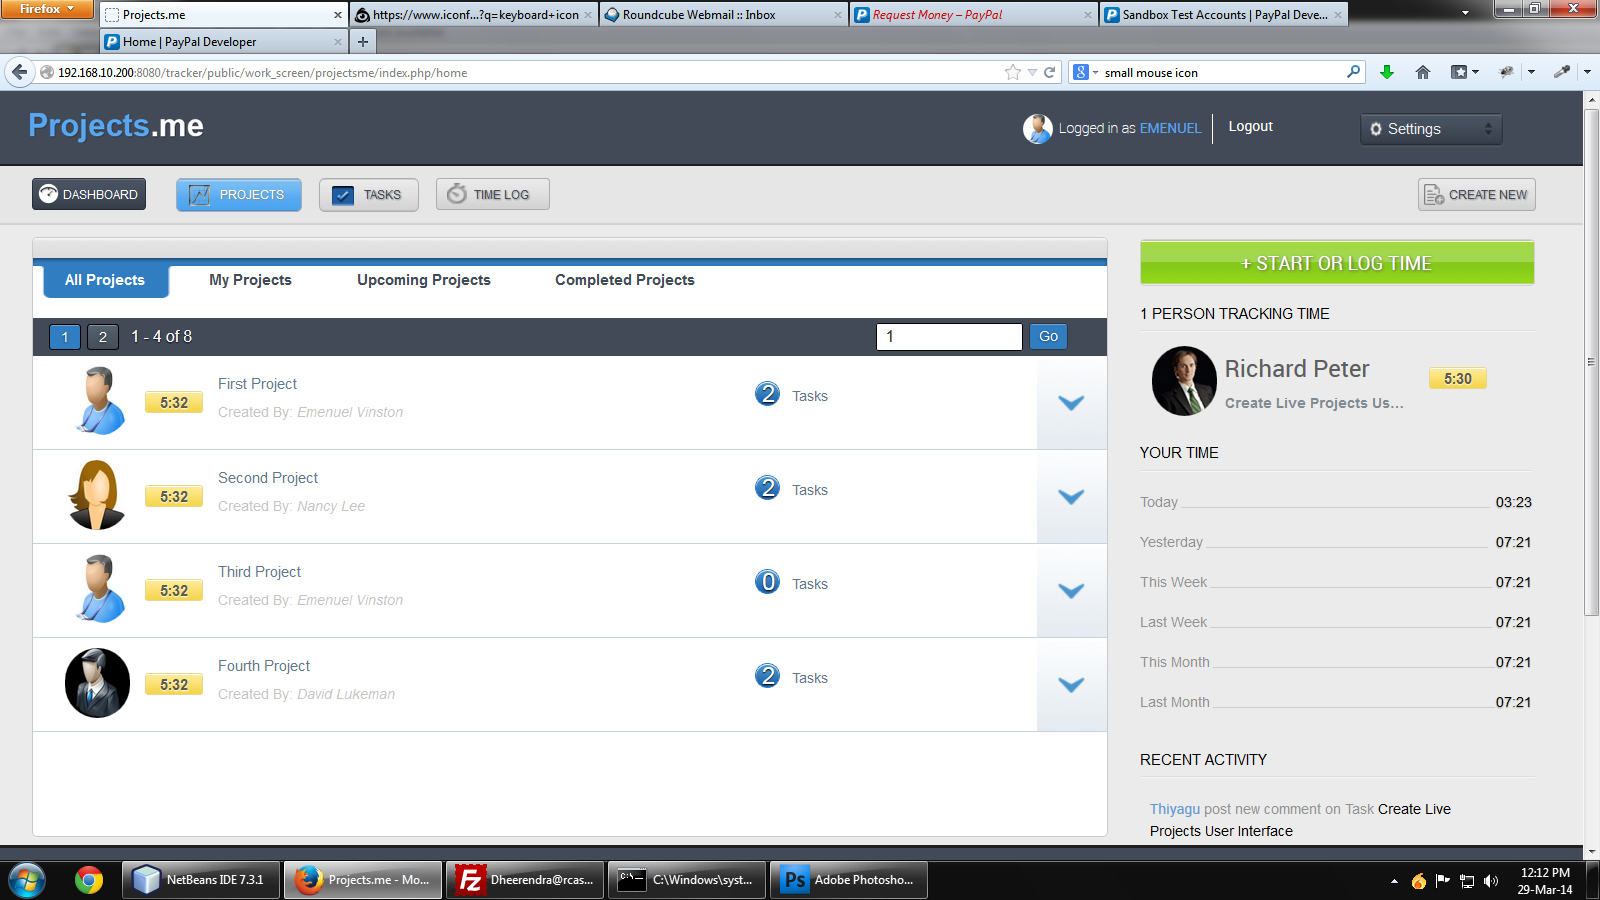 Firefox
Projects.me
https://www.iconf...?q=keyboard+icon
Roundcube Webmail :: Inbox
Request Money – PayPal
Sandbox Test Accounts | PayPal Deve...
Home | PayPal Developer
192.168.10.200:8080/tracker/public/work_screen/projectsme/index.php/home
small mouse icon
Projects.me
Logged in as EMENUEL
Logout
Settings
DASHBOARD
PROJECTS
TASKS
TIME LOG
CREATE NEW
All Projects
My Projects
Upcoming Projects
Completed Projects
1 2 1 - 4 of 8
1 Go
5:32
First Project
Created By: Emenuel Vinston
2 Tasks
5:32
Second Project
Created By: Nancy Lee
2 Tasks
5:32
Third Project
Created By: Emenuel Vinston
0 Tasks
5:32
Fourth Project
Created By: David Lukeman
2 Tasks
+ START OR LOG TIME
1 PERSON TRACKING TIME
Richard Peter
Create Live Projects Us...
5:30
YOUR TIME
Today 03:23
Yesterday 07:21
This Week 07:21
Last Week 07:21
This Month 07:21
Last Month 07:21
RECENT ACTIVITY
Thiyagu post new comment on Task Create Live
Projects User Interface
NetBeans IDE 7.3.1
Projects.me - Mo...
Dheerendra@rcas...
C:\Windows\syst...
Ps Adobe Photosho...
12:12 PM
29-Mar-14